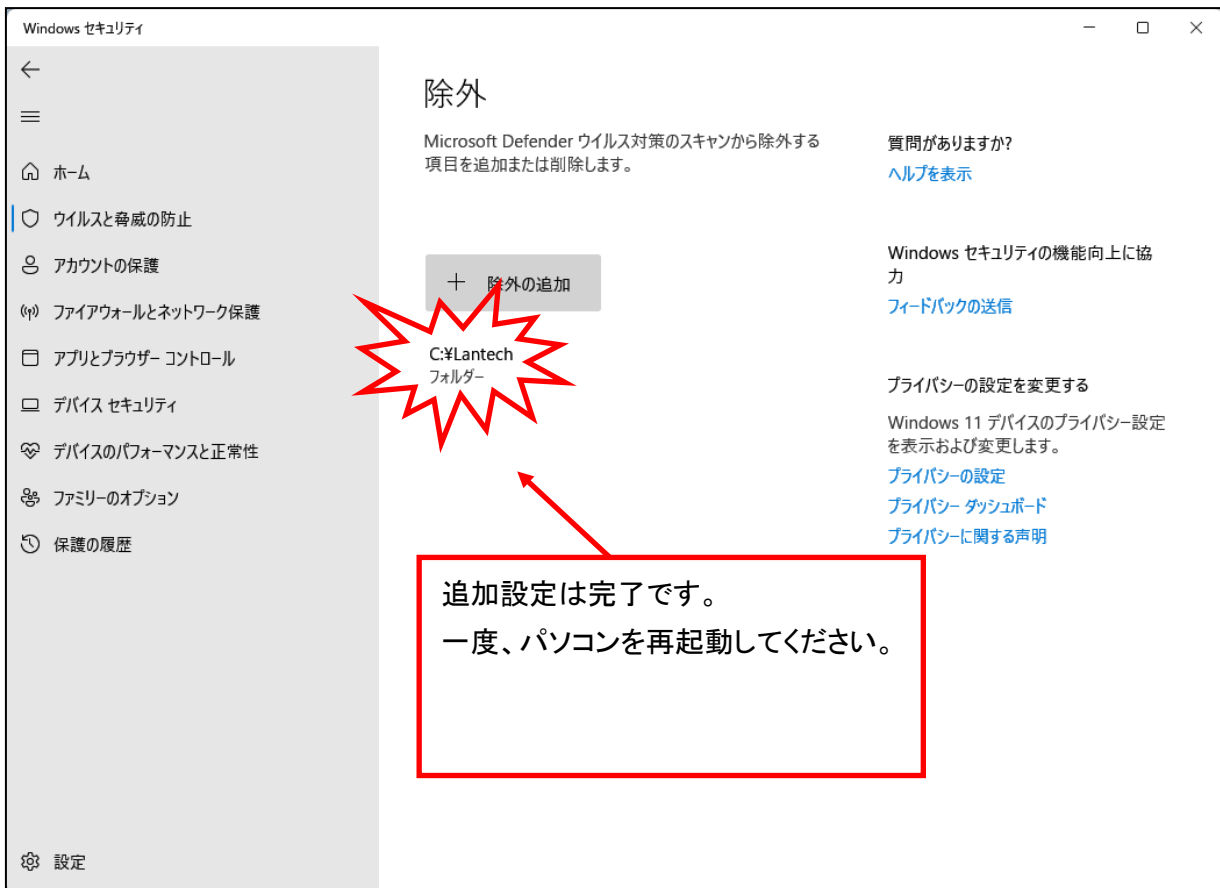 Windows セキュリティ
ホーム
ウイルスと脅威の防止
アカウントの保護
ファイアウォールとネットワーク保護
アプリとブラウザー コントロール
デバイス セキュリティ
デバイスのパフォーマンスと正常性
ファミリーのオプション
保護の履歴
設定
除外
Microsoft Defender ウイルス対策のスキャンから除外する
項目を追加または削除します。
除外の追加
C:¥Lantech
フォルダー
追加設定は完了です。
一度、パソコンを再起動してください。
質問がありますか?
ヘルプを表示
Windows セキュリティの機能向上に協
力
フィードバックの送信
プライバシーの設定を変更する
Windows 11 デバイスのプライバシー設定
を表示および変更します。
プライバシーの設定
プライバシー ダッシュボード
プライバシーに関する声明